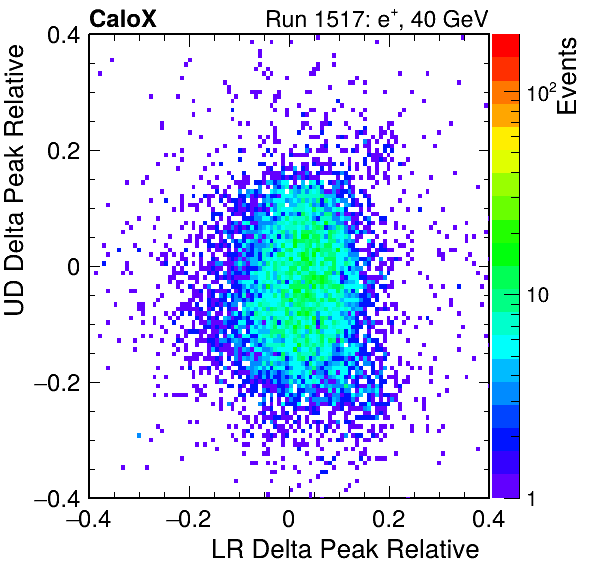 CaloX Run 1517: e⁺, 40 GeV
UD Delta Peak Relative
0.4
0.2
0
−0.2
−0.4
−0.4 −0.2 0 0.2 0.4
LR Delta Peak Relative
Events
10²
10
1